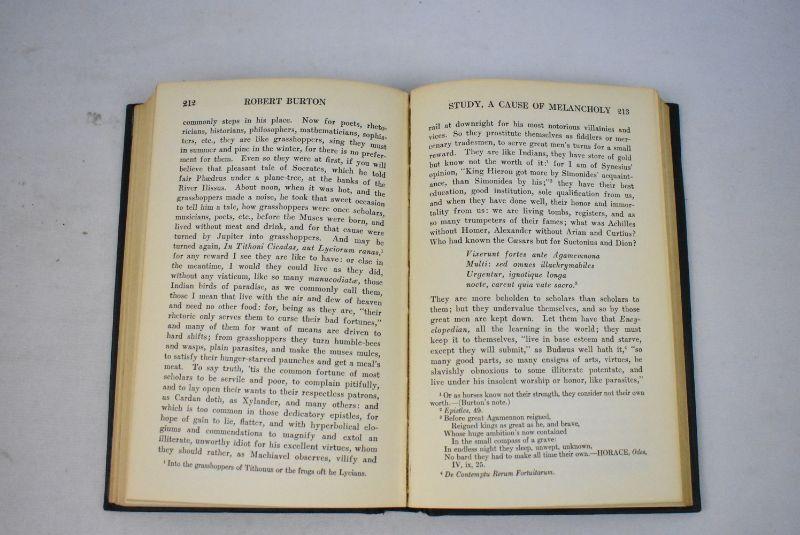 212 ROBERT BURTON
commonly steps in his place. Now for poets, rheto-
ricians, historians, philosophers, mathematicians, sophis-
ters, etc., they are like grasshoppers, sing they must
in summer and pine in the winter, for there is no prefer-
ment for them. Even so they were at first, if you will
believe that pleasant tale of Socrates, which he told
fair Phædrus under a plane-tree, at the banks of the
River Ilissus. About noon, when it was hot, and the
grasshoppers made a noise, he took that sweet occasion
to tell him a tale, how grasshoppers were once scholars,
musicians, poets, etc., before the Muses were born, and
lived without meat and drink, and for that cause were
turned by Jupiter into grasshoppers. And may be
turned again, In Tithoni Cicadas, aut Lyciorum ranas,¹
for any reward I see they are like to have: or else in
the meantime, I would they could live as they did,
without any viaticum, like so many manucodiatæ, those
Indian birds of paradise, as we commonly call them,
those I mean that live with the air and dew of heaven
and need no other food: for, being as they are, "their
rhetoric only serves them to curse their bad fortunes,"
and many of them for want of means are driven to
hard shifts; from grasshoppers they turn humble-bees
and wasps, plain parasites, and make the muses mules,
to satisfy their hunger-starved paunches and get a meal's
meat. To say truth, 'tis the common fortune of most
scholars to be servile and poor, to complain pitifully,
and to lay open their wants to their respectless patrons,
as Cardan doth, as Xylander, and many others: and
which is too common in those dedicatory epistles, for
hope of gain to lie, flatter, and with hyperbolical elo-
giums and commendations to magnify and extol an
illiterate, unworthy idiot for his excellent virtues, whom
they should rather, as Machiavel observes, vilify and
¹ Into the grasshoppers of Tithonus or the frogs of the Lycians.
STUDY, A CAUSE OF MELANCHOLY 213
rail at downright for his most notorious villainies and
vices. So they prostitute themselves as fiddlers or mer-
cenary tradesmen, to serve great men's turns for a small
reward. They are like Indians, they have store of gold
but know not the worth of it:¹ for I am of Synesius'
opinion, "King Hieron got more by Simonides' acquaint-
ance, than Simonides by his;"² they have their best
education, good institution, sole qualification from us,
and when they have done well, their honor and immor-
tality from us: we are living tombs, registers, and as
so many trumpeters of their fames; what was Achilles
without Homer, Alexander without Arian and Curtius?
Who had known the Cæsars but for Suetonius and Dion?
Vixerunt fortes ante Agamemnona
Multi: sed omnes illachrymabiles
Urgentur, ignotique longa
nocte, carent quia vate sacro.³
They are more beholden to scholars than scholars to
them; but they undervalue themselves, and so by those
great men are kept down. Let them have that Ency-
clopedian, all the learning in the world; they must
keep it to themselves, "live in base esteem and starve,
except they will submit," as Budæus well hath it,⁴ "so
many good parts, so many ensigns of arts, virtues, be
slavishly obnoxious to some illiterate potentate, and
live under his insolent worship or honor, like parasites,"
¹ Or as horses know not their strength, they consider not their own
worth.—(Burton's note.)
² Epistles, 49.
³ Before great Agamemnon reigned,
Reigned kings as great as he, and brave,
Whose huge ambition's now contained
In the small compass of a grave:
In endless night they sleep, unwept, unknown,
No bard they had to make all time their own.—HORACE, Odes,
IV, ix, 25.
⁴ De Contemptu Rerum Fortuitarum.